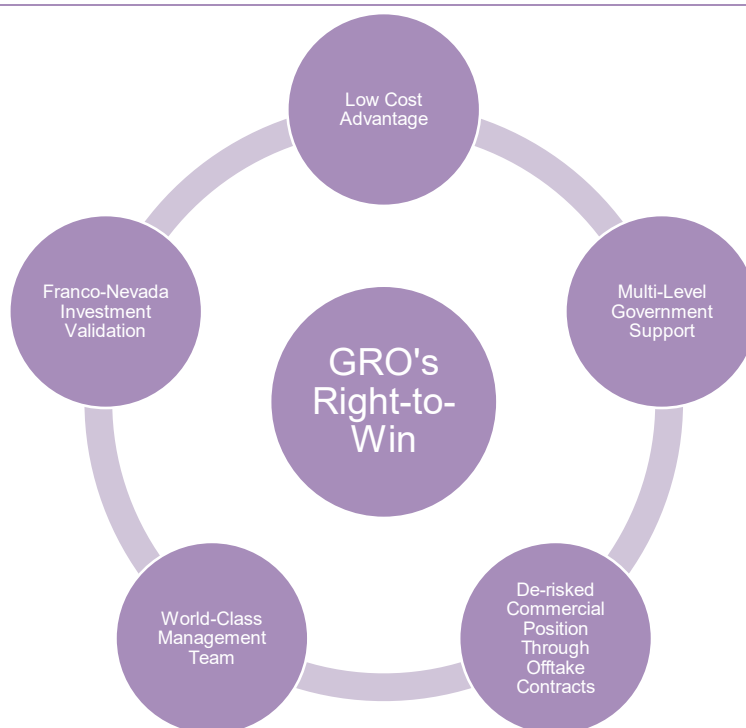 Low Cost
Advantage
Franco-Nevada
Investment
Validation
Multi-Level
Government
Support
GRO's
Right-to-
Win
World-Class
Management
Team
De-risked
Commercial
Position
Through
Offtake
Contracts